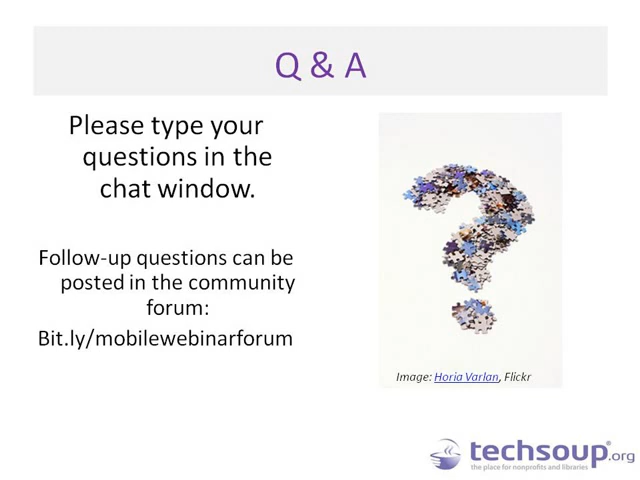 Q & A
Please type your
questions in the
chat window.
Follow-up questions can be
posted in the community
forum:
Bit.ly/mobilewebinarforum
Image: Horia Varlan, Flickr
techsoup®.org
the place for nonprofits and libraries